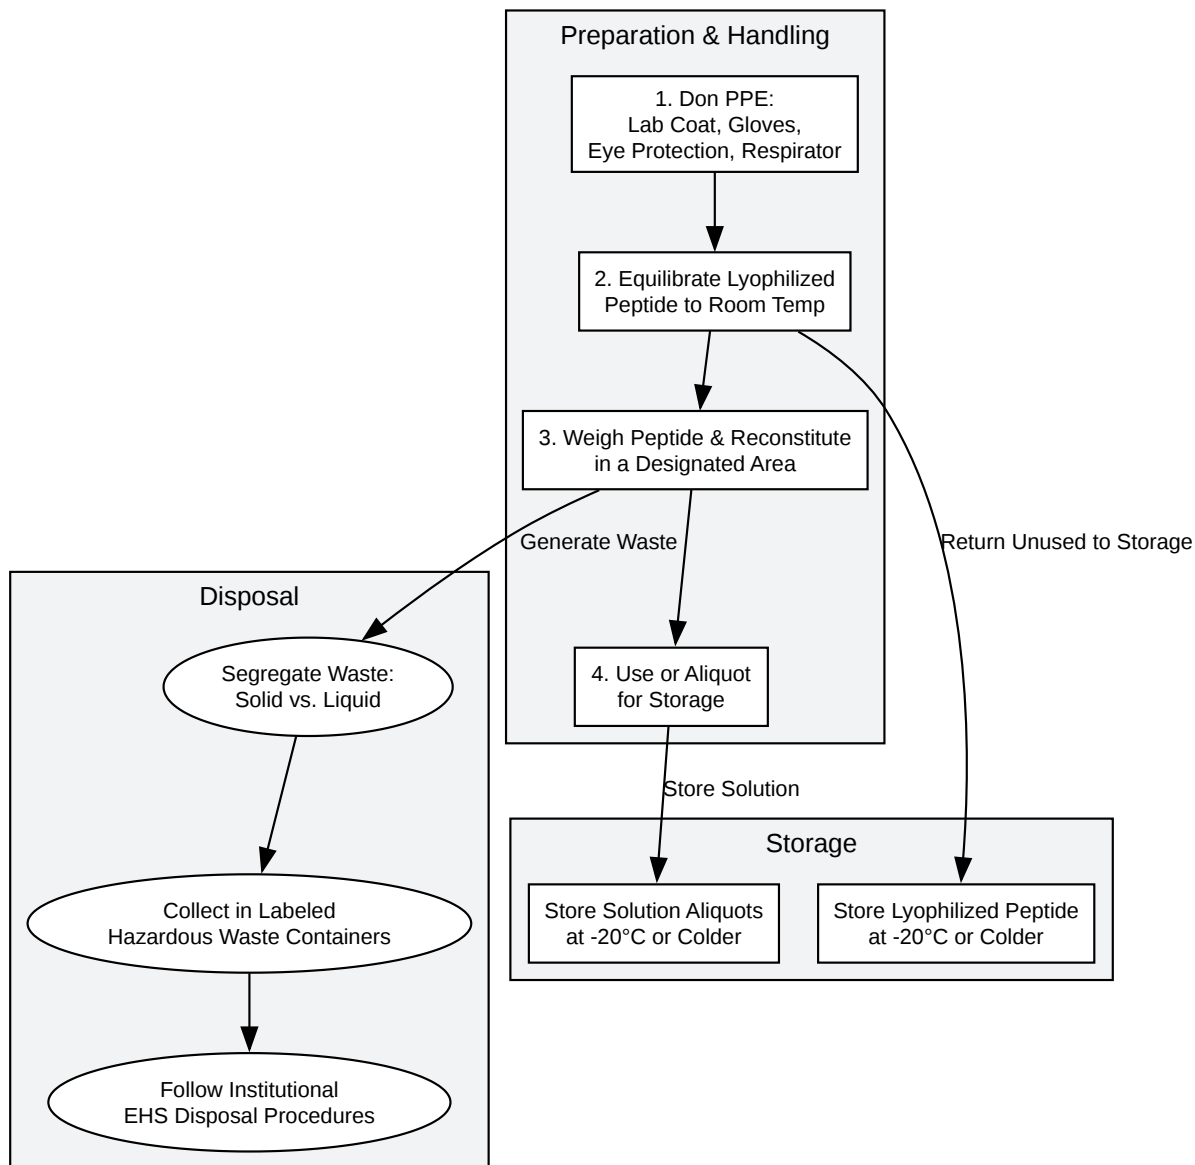 Preparation & Handling
1. Don PPE:
Lab Coat, Gloves,
Eye Protection, Respirator
2. Equilibrate Lyophilized
Peptide to Room Temp
3. Weigh Peptide & Reconstitute
in a Designated Area
Generate Waste
Return Unused to Storage
Disposal
Segregate Waste:
Solid vs. Liquid
4. Use or Aliquot
for Storage
Store Solution
Storage
Collect in Labeled
Hazardous Waste Containers
Store Solution Aliquots
at -20°C or Colder
Store Lyophilized Peptide
at -20°C or Colder
Follow Institutional
EHS Disposal Procedures